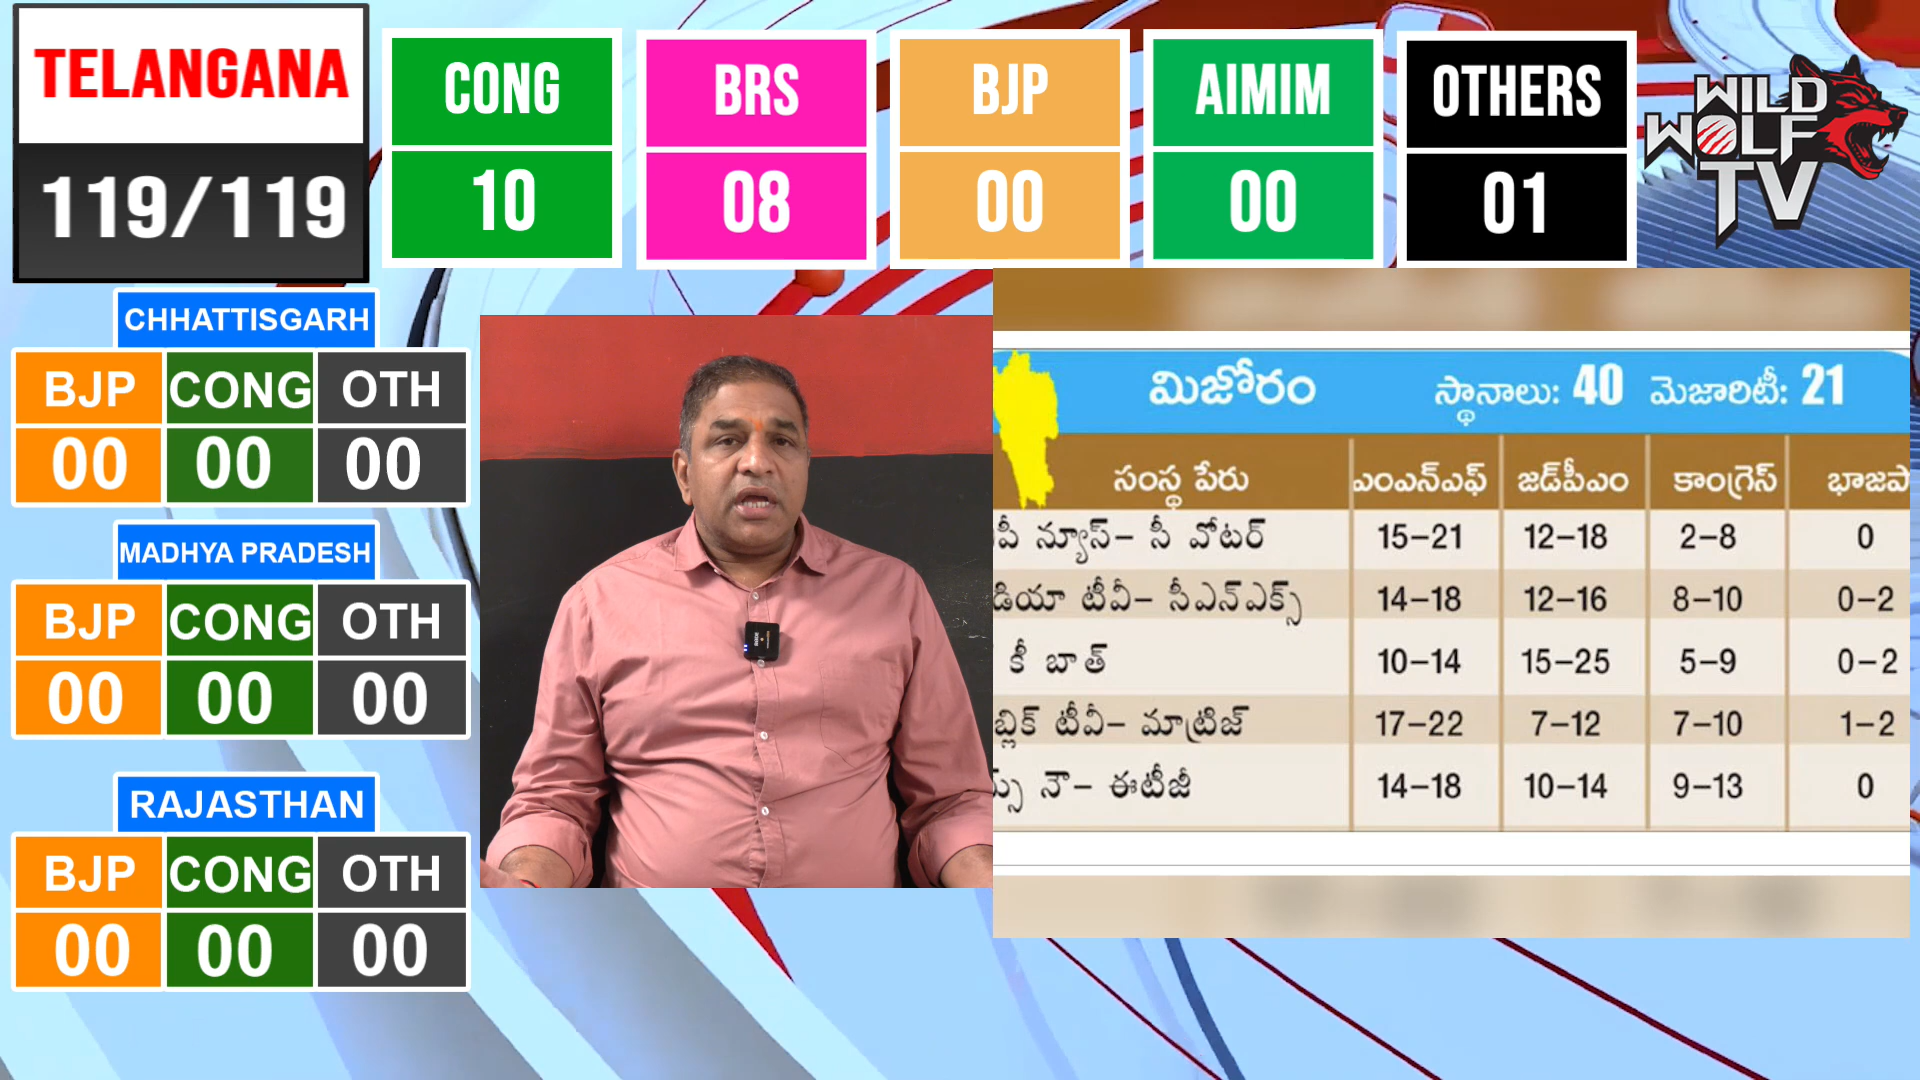 TELANGANA
119/119
CONG
10
BRS
08
BJP
00
AIMIM
00
OTHERS
01
WILD
WOLF
TV
CHHATTISGARH
BJP CONG OTH
00 00 00
MADHYA PRADESH
BJP CONG OTH
00 00 00
RAJASTHAN
BJP CONG OTH
00 00 00
మిజోరం స్థానాలు: 40 మెజారిటీ: 21
సంస్థ పేరు ఎంఎన్ఎఫ్ జడ్‌పీఎం కాంగ్రెస్ భాజపా
పీ న్యూస్– సీ వోటర్ 15–21 12–18 2–8 0
డియా టీవీ– సీఎన్ఎక్స్ 14–18 12–16 8–10 0–2
కీ బాత్ 10–14 15–25 5–9 0–2
బ్లిక్ టీవీ– మాట్రిజ్ 17–22 7–12 7–10 1–2
మ్స్ నౌ– ఈటీజీ 14–18 10–14 9–13 0